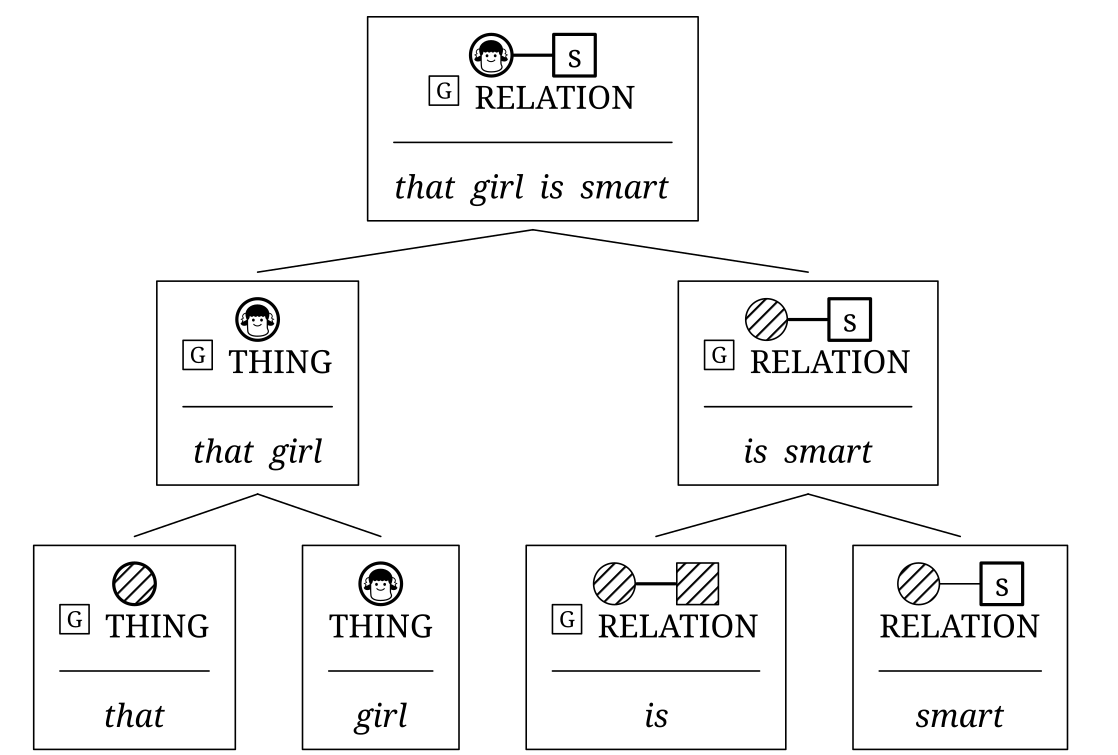 S
G RELATION
that girl is smart
G THING
that girl
S
G RELATION
is smart
G THING
that
THING
girl
G RELATION
is
S
RELATION
smart